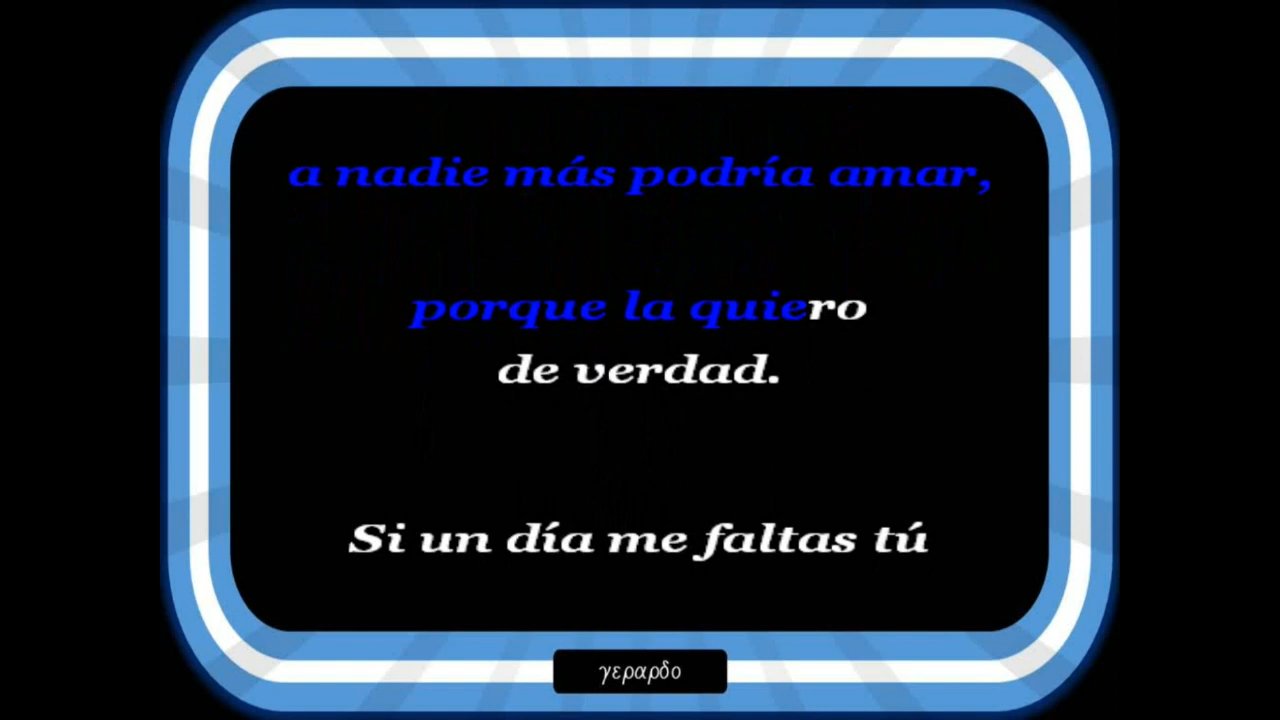 a nadie más podría amar,
porque la quiero
de verdad.
Si un día me faltas tú
γεραρδο